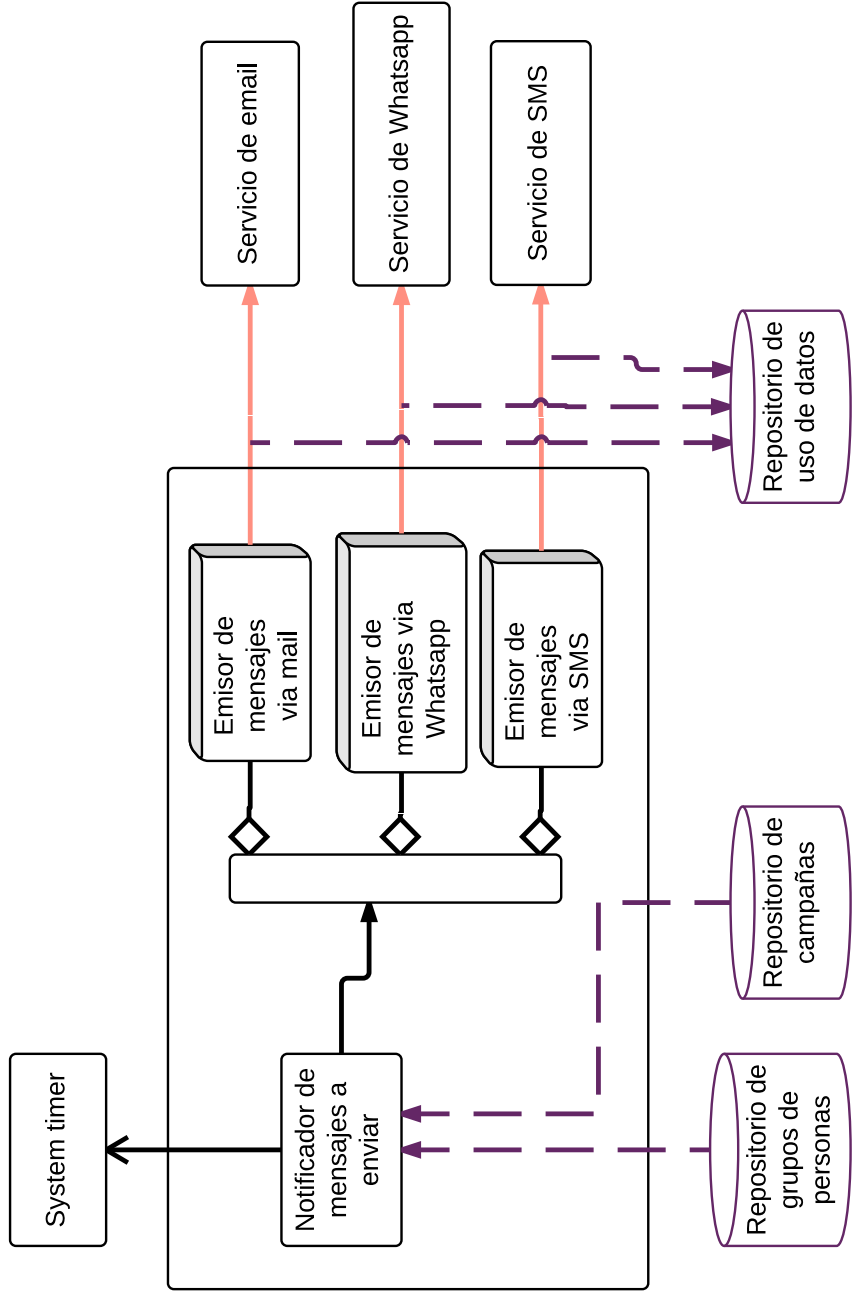 System timer
Notificador de
mensajes a
enviar
Emisor de
mensajes
via mail
Emisor de
mensajes via
Whatsapp
Emisor de
mensajes
via SMS
Servicio de email
Servicio de Whatsapp
Servicio de SMS
Repositorio de
grupos de
personas
Repositorio de
campañas
Repositorio de
uso de datos